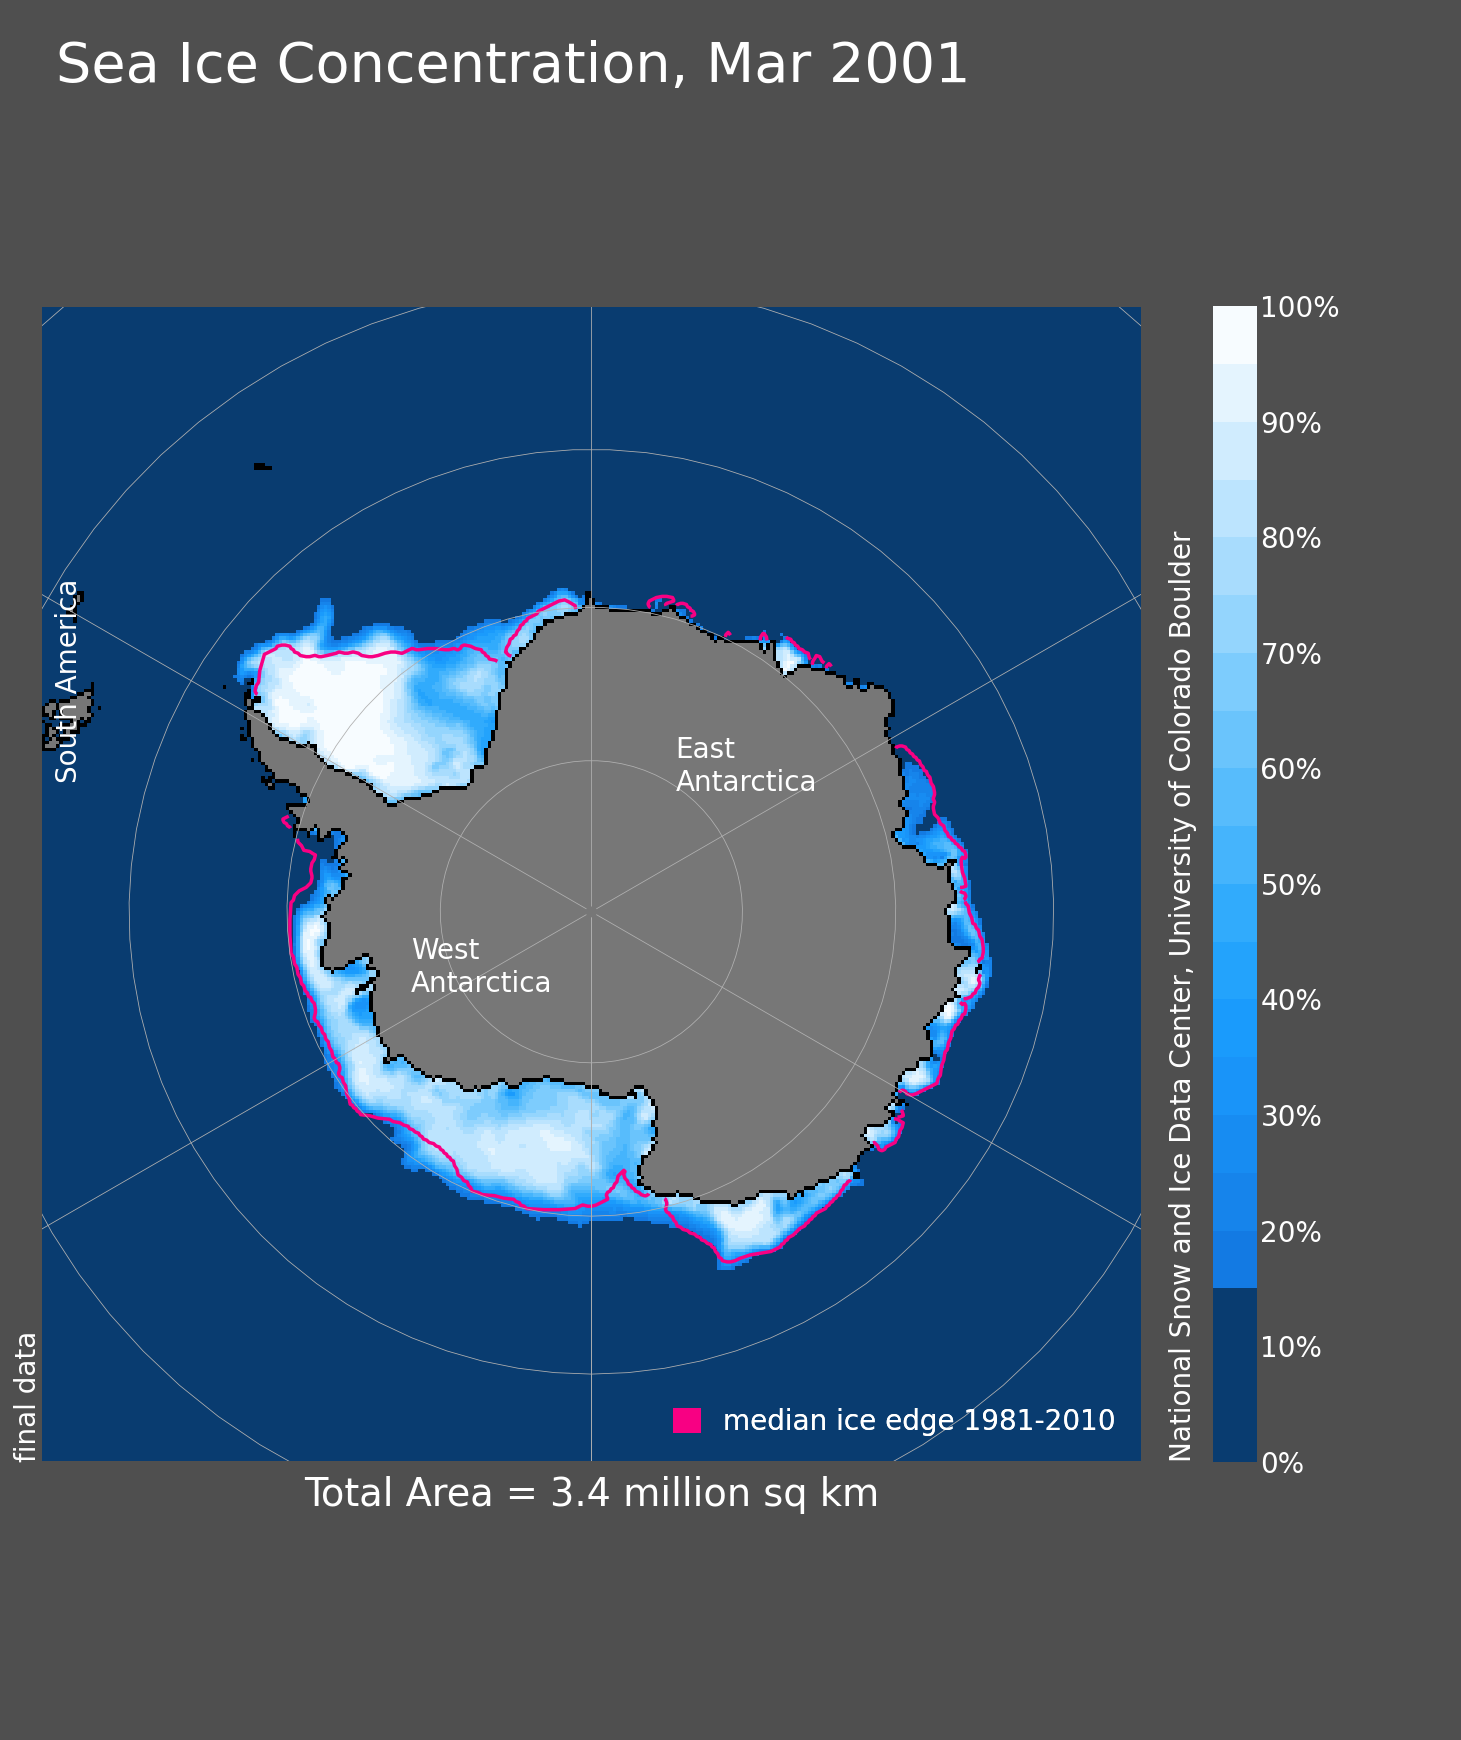 Sea Ice Concentration, Mar 2001
South America
East
Antarctica
West
Antarctica
median ice edge 1981-2010
final data
Total Area = 3.4 million sq km
National Snow and Ice Data Center, University of Colorado Boulder
100%
90%
80%
70%
60%
50%
40%
30%
20%
10%
0%